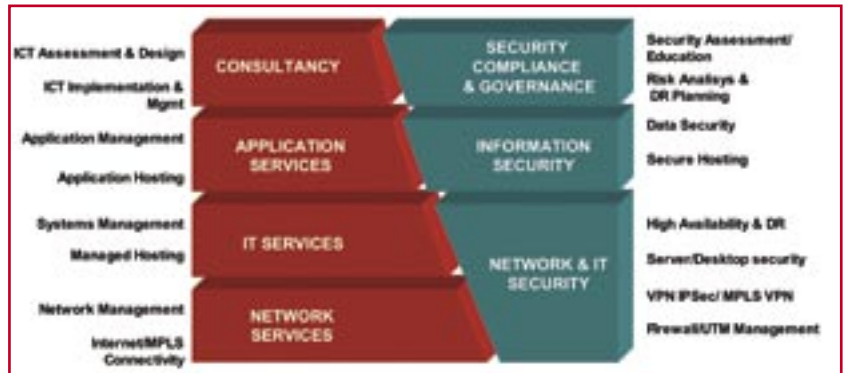 ICT Assessment & Design
ICT Implementation &
Mgmt
Application Management
Application Hosting
Systems Management
Managed Hosting
Network Management
Internet/MPLS
Connectivity
CONSULTANCY
APPLICATION
SERVICES
IT SERVICES
NETWORK
SERVICES
SECURITY
COMPLIANCE
& GOVERNANCE
INFORMATION
SECURITY
NETWORK & IT
SECURITY
Security Assessment/
Education
Risk Analisys &
DR Planning
Data Security
Secure Hosting
High Availability & DR
Server/Desktop security
VPN IPSec/ MPLS VPN
Firewall/UTM Management